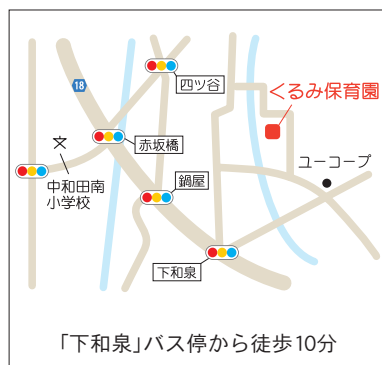 18
四ツ谷
くるみ保育園
赤坂橋
文
ユーコープ
中和田南
小学校
鍋屋
下和泉
「下和泉」バス停から徒歩10分